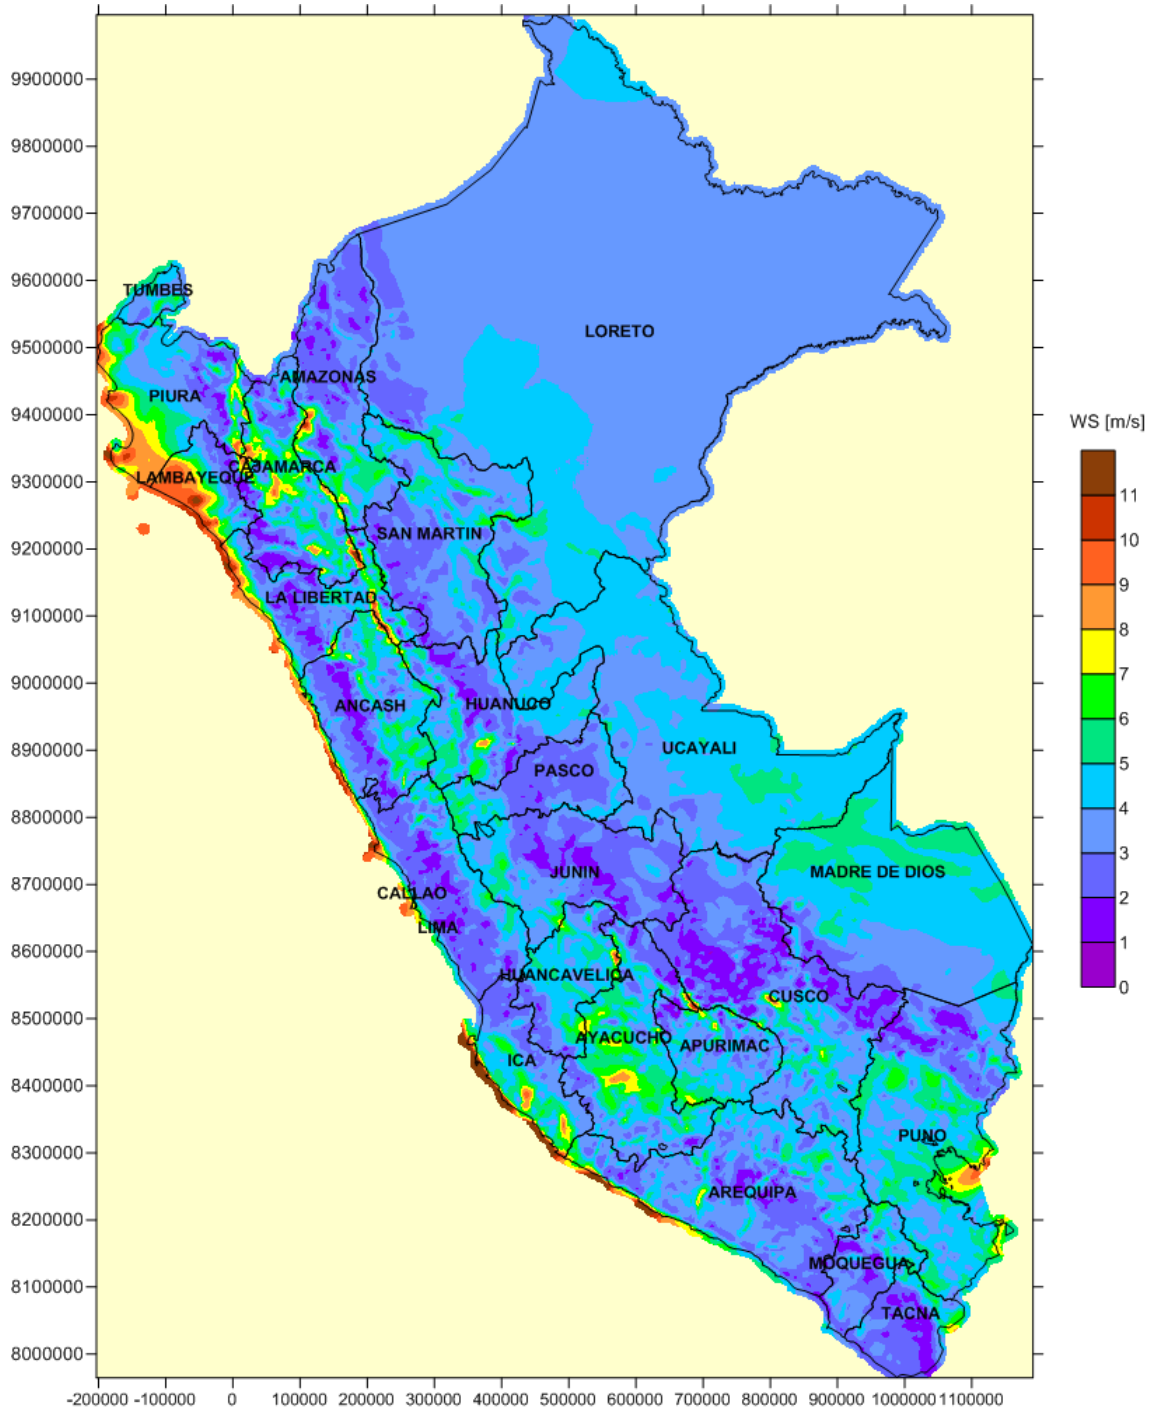 9900000
9800000
9700000
9600000
9500000
9400000
9300000
9200000
9100000
9000000
8900000
8800000
8700000
8600000
8500000
8400000
8300000
8200000
8100000
8000000
TUMBES
LORETO
AMAZONAS
PIURA
CAJAMARCA
LAMBAYEQUE
SAN MARTIN
LA LIBERTAD
ANCASH
HUANUCO
UCAYALI
PASCO
JUNIN
MADRE DE DIOS
CALLAO
LIMA
HUANCAVELICA
CUSCO
AYACUCHO
APURIMAC
ICA
PUNO
AREQUIPA
MOQUEGUA
TACNA
-200000 -100000 0 100000 200000 300000 400000 500000 600000 700000 800000 900000 1000000 1100000
WS [m/s]
11
10
9
8
7
6
5
4
3
2
1
0